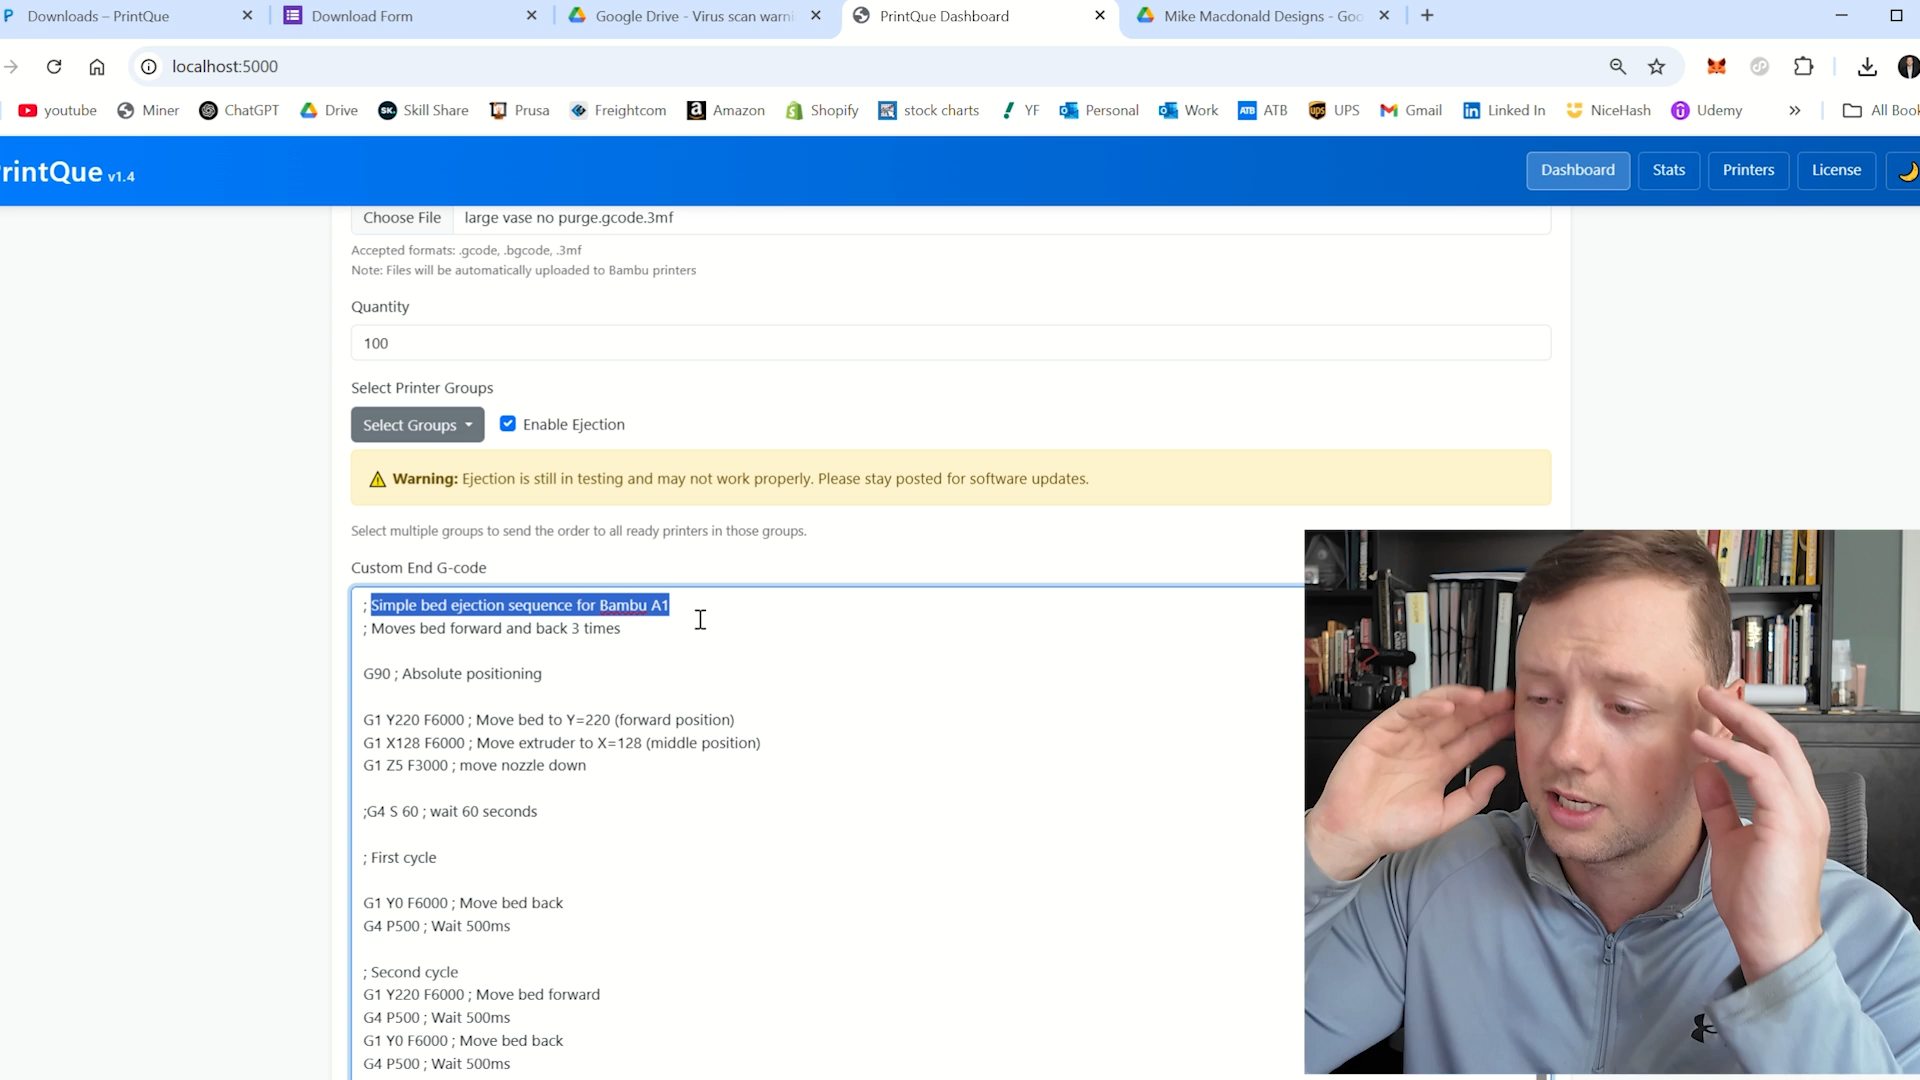 Downloads – PrintQue
Download Form
Google Drive - Virus scan warni
PrintQue Dashboard
Mike Macdonald Designs - Goo
localhost:5000
youtube
Miner
ChatGPT
Drive
SK.
Skill Share
Prusa
Freightcom
Amazon
Shopify
stock charts
YF
Personal
Work
ATB
ATB
UPS
Gmail
Linked In
NiceHash
Udemy
All Book
rintQue v1.4
Dashboard
Stats
Printers
License
Choose File
large vase no purge.gcode.3mf
Accepted formats: .gcode, .bgcode, .3mf
Note: Files will be automatically uploaded to Bambu printers
Quantity
100
Select Printer Groups
Select Groups
Enable Ejection
Warning: Ejection is still in testing and may not work properly. Please stay posted for software updates.
Select multiple groups to send the order to all ready printers in those groups.
Custom End G-code
; Simple bed ejection sequence for Bambu A1
; Moves bed forward and back 3 times
G90 ; Absolute positioning
G1 Y220 F6000 ; Move bed to Y=220 (forward position)
G1 X128 F6000 ; Move extruder to X=128 (middle position)
G1 Z5 F3000 ; move nozzle down
;G4 S 60 ; wait 60 seconds
; First cycle
G1 Y0 F6000 ; Move bed back
G4 P500 ; Wait 500ms
; Second cycle
G1 Y220 F6000 ; Move bed forward
G4 P500 ; Wait 500ms
G1 Y0 F6000 ; Move bed back
G4 P500 ; Wait 500ms